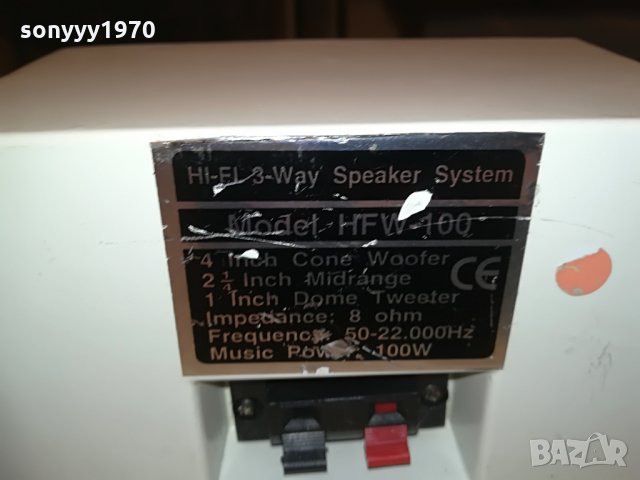 sonyyy1970
HI-FI 3-Way Speaker System
Model HFW-100
4 Inch Cone Woofer
2 1/4 Inch Midrange
CE
1 Inch Dome Tweeter
Impedance: 8 ohm
Frequency: 50-22.000Hz
Music Power: 100W
BAZAR